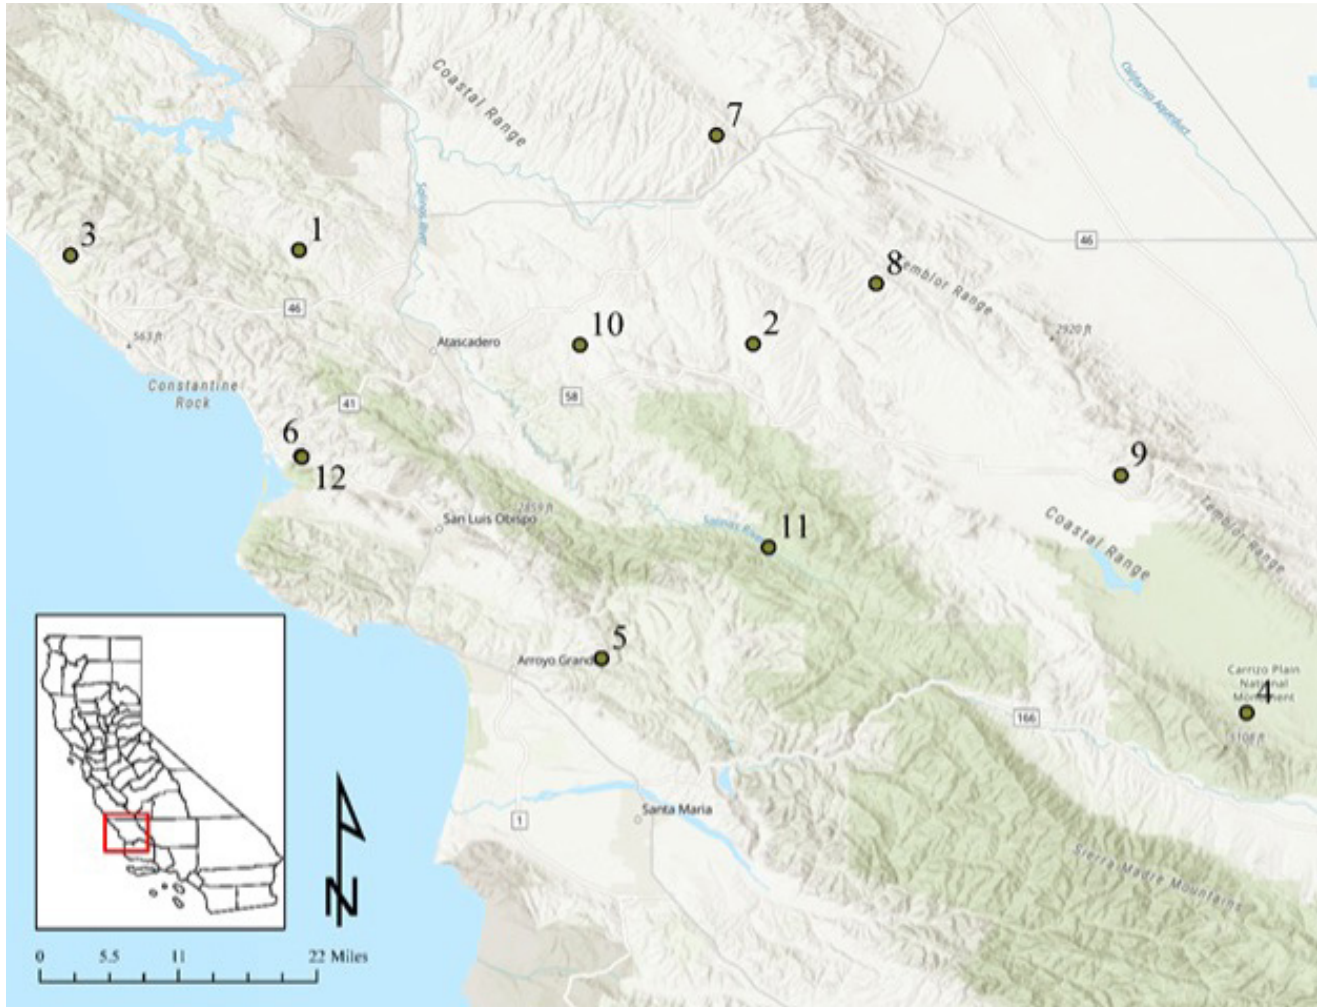 California Aqueduct
Coastal Range
7
Salinas River
3
1
46
8
Temblor Range
46
563 ft
10
2
2920 ft
Atascadero
Constantine
Rock
58
41
6
12
9
2859 ft
San Luis Obispo
Salinas River
11
Coastal Range
Temblor Range
5
Arroyo Grand
Carrizo Plain
National
Monument
4
166
5108 ft
Santa Maria
1
Sierra Madre Mountains
N
0 5.5 11 22 Miles